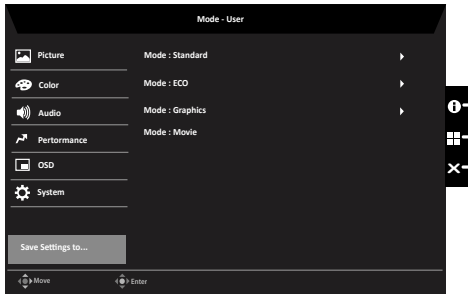 Mode - User
Picture
Color
Audio
Pertormance
OSD
System
Save Settings to...
Mode : Standard
Mode : ECO
Mode : Graphics
Mode : Movie
Move
Enter